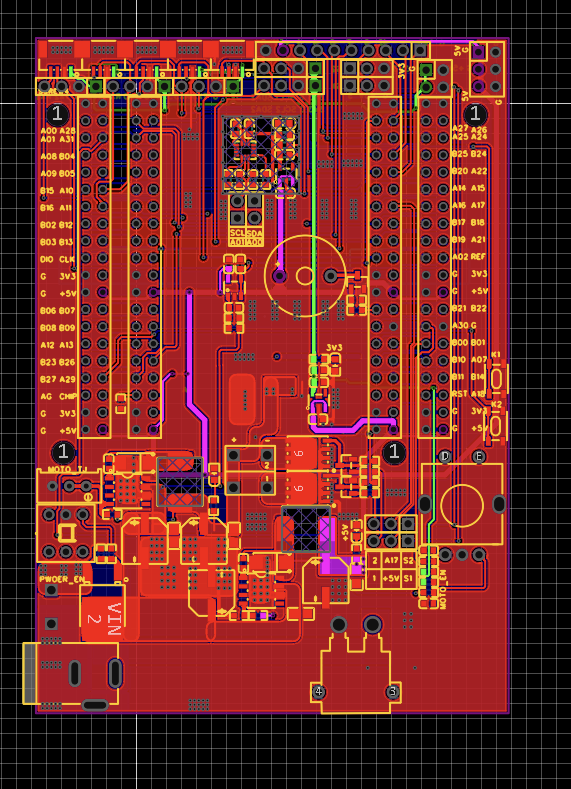 5V
G
3V3
5V
G
1
1
A00 A28
A01 A31
A08 B04
A09 B05
B15 A10
B16 A11
B02 B12
B03 B13
DIO CLK
G 3V3
G +5V
B06 B07
B08 B09
A12 A13
B23 B26
B27 A29
AG CHIP
G 3V3
G +5V
A27 A26
A25 A24
B25 B24
B20 A22
A14 A15
A16 A17
B17 B18
B19 A21
A02 REF
G 3V3
G +5V
B21 B22
A30 G
B00 B01
B10 A07
B11 B14
RST A18
G 3V3
G +5V
SCL SDA
A01 A00
+
3V3
K1
K2
1
1
D E
+ -
1
2
6
6
+5V
2 A17 S2
1 +5V S1
MOTO_EN
PWOER_EN
VIN
2
4 3